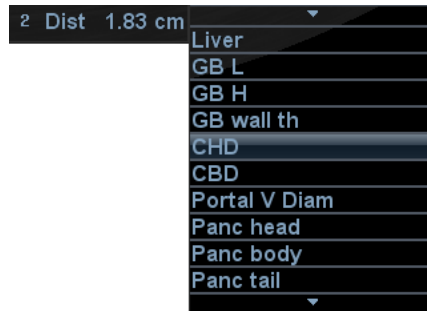 2 Dist 1.83 cm
Liver
GB L
GB H
GB wall th
CHD
CBD
Portal V Diam
Panc head
Panc body
Panc tail